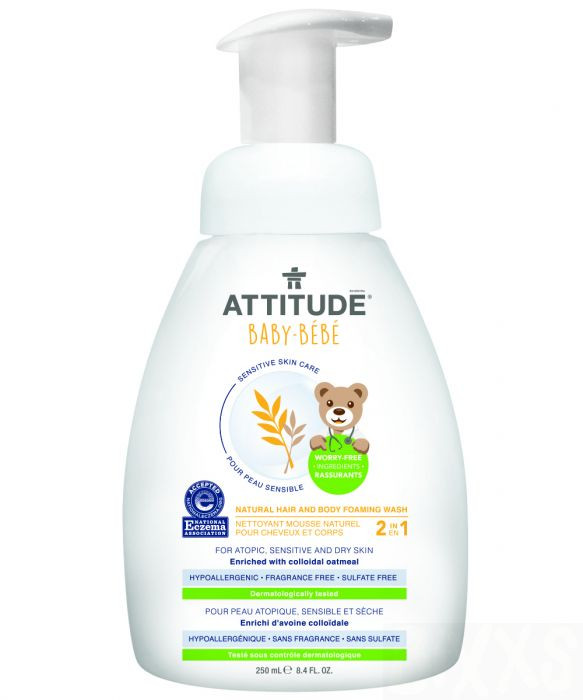 ATTITUDE®
BABY•BÉBÉ
SENSITIVE SKIN CARE
POUR PEAU SENSIBLE
WORRY-FREE
• INGREDIENTS •
RASSURANTS
ACCEPTED
NATIONAL
Eczema
ASSOCIATION
NATURAL HAIR AND BODY FOAMING WASH
NETTOYANT MOUSSE NATUREL
POUR CHEVEUX ET CORPS
2 IN EN 1
FOR ATOPIC, SENSITIVE AND DRY SKIN
Enriched with colloidal oatmeal
HYPOALLERGENIC • FRAGRANCE FREE • SULFATE FREE
Dermatologically tested
POUR PEAU ATOPIQUE, SENSIBLE ET SÈCHE
Enrichi d'avoine colloïdale
HYPOALLERGÉNIQUE • SANS FRAGRANCE • SANS SULFATE
Testé sous contrôle dermatologique
250 mL ℮ 8.4 FL. OZ.